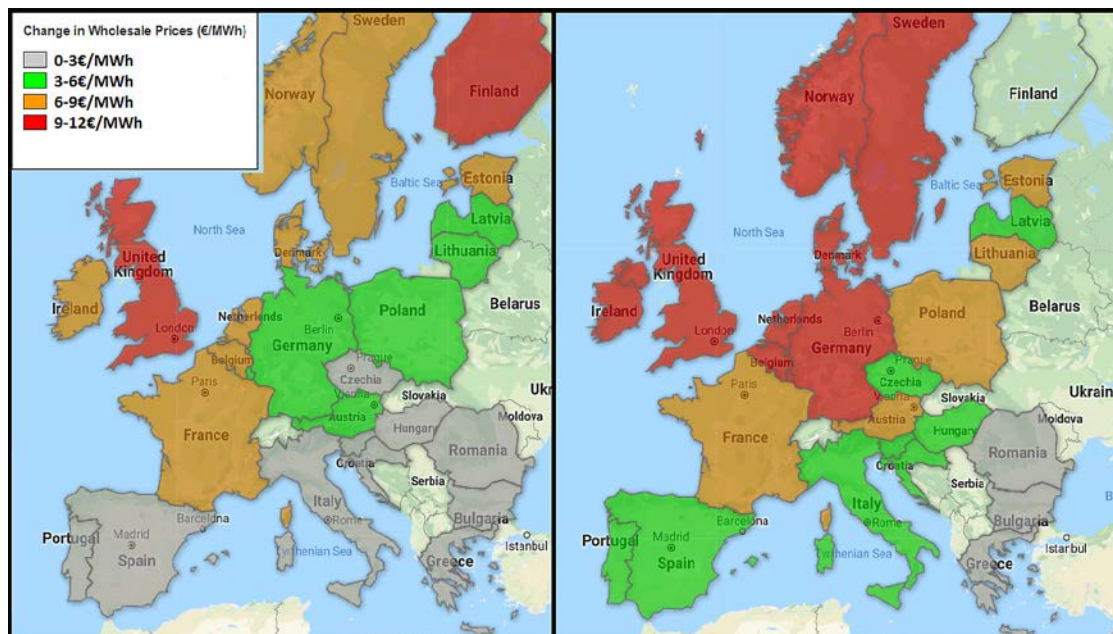 Change in Wholesale Prices (€/MWh)
0-3€/MWh
3-6€/MWh
6-9€/MWh
9-12€/MWh
Sweden
Norway
Finland
Baltic Sea
Estonia
North Sea
Latvia
Denmark
Lithuania
United
Kingdom
Ireland
Netherlands
Belarus
London
Berlin
Poland
Germany
Belgium
Prague
Paris
Czechia
Slovakia
Ukr
Vienna
Austria
Moldova
Hungary
France
Romania
Croatia
Serbia
Italy
Barcelona
Rome
Bulgaria
Portugal
Madrid
Spain
Tyrrhenian Sea
Istanbul
Greece
Sweden
Norway
Finland
Baltic Sea
Estonia
North Sea
Latvia
Denmark
Lithuania
United
Kingdom
Ireland
Netherlands
Belarus
London
Berlin
Poland
Germany
Belgium
Prague
Paris
Czechia
Slovakia
Ukraine
Vienna
Austria
Moldova
Hungary
France
Romania
Croatia
Serbia
Italy
Barcelona
Rome
Bulgaria
B
Portugal
Madrid
Spain
Tyrrhenian Sea
Istanbul
Greece